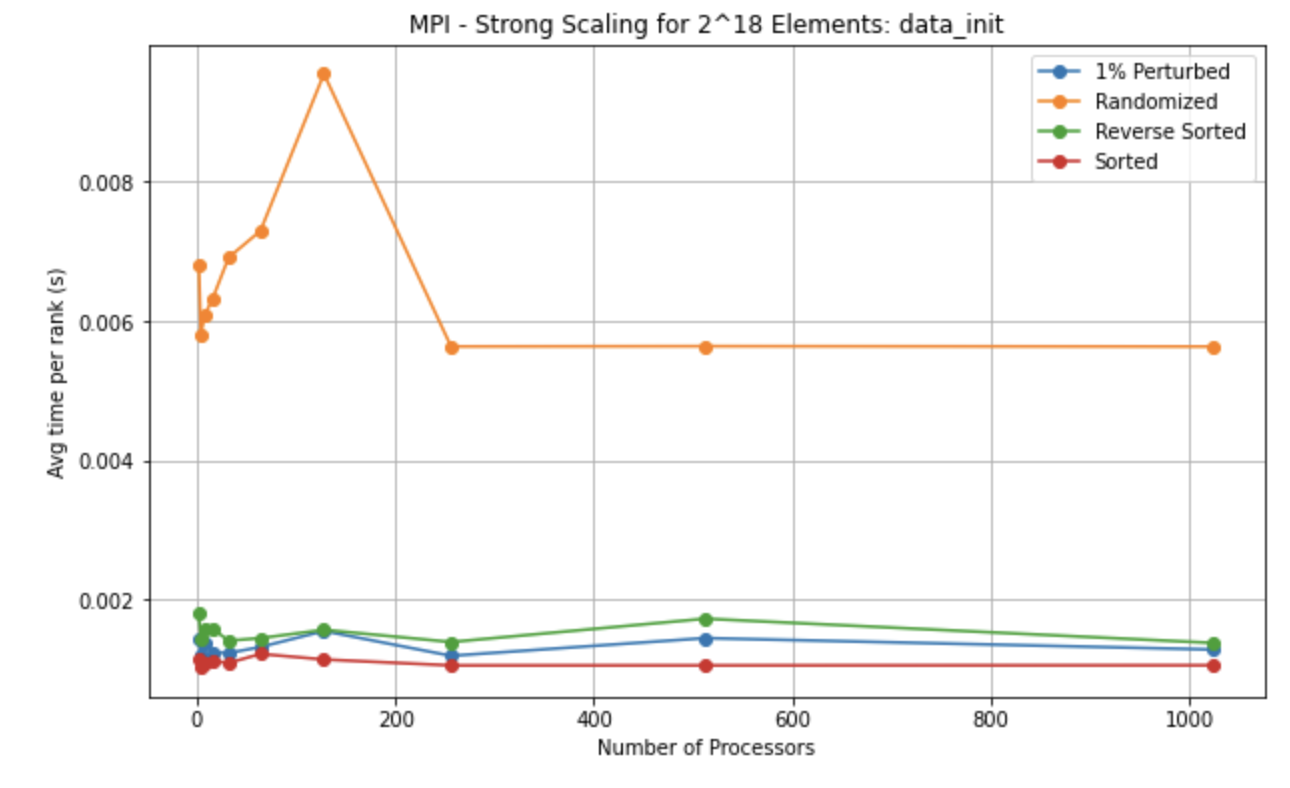 MPI - Strong Scaling for 2^18 Elements: data_init
1% Perturbed
Randomized
Reverse Sorted
Sorted
Avg time per rank (s)
0.008
0.006
0.004
0.002
0 200 400 600 800 1000
Number of Processors